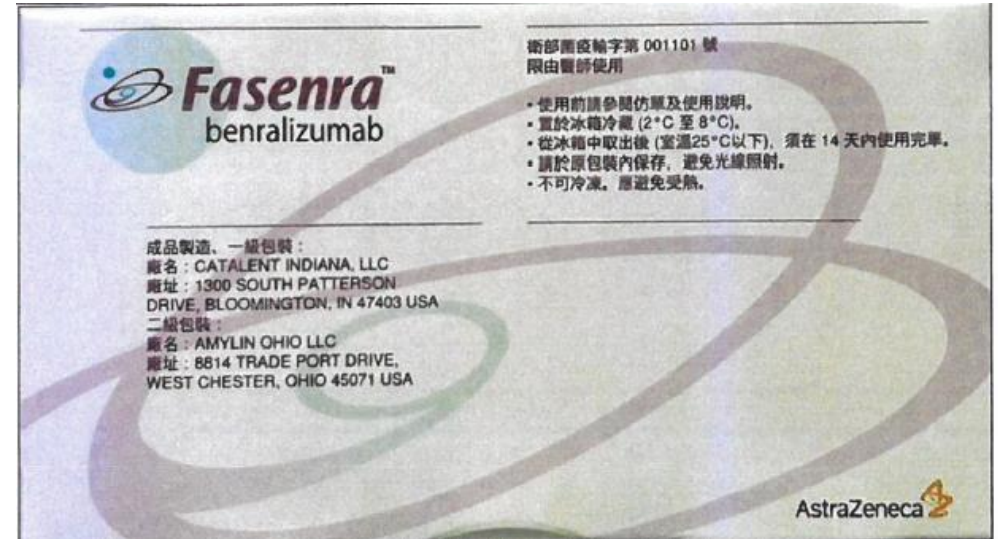 Fasenra™
benralizumab
衛部菌疫輸字第 001101 號
限由醫師使用
• 使用前請參閱仿單及使用說明。
• 置於冰箱冷藏 (2°C 至 8°C)。
• 從冰箱中取出後 (室溫25°C以下), 須在 14 天內使用完畢。
• 請於原包裝內保存, 避免光線照射。
• 不可冷凍。應避免受熱。
成品製造、一級包裝:
廠名:CATALENT INDIANA, LLC
廠址:1300 SOUTH PATTERSON
DRIVE, BLOOMINGTON, IN 47403 USA
二級包裝:
廠名:AMYLIN OHIO LLC
廠址:8814 TRADE PORT DRIVE,
WEST CHESTER, OHIO 45071 USA
AstraZeneca